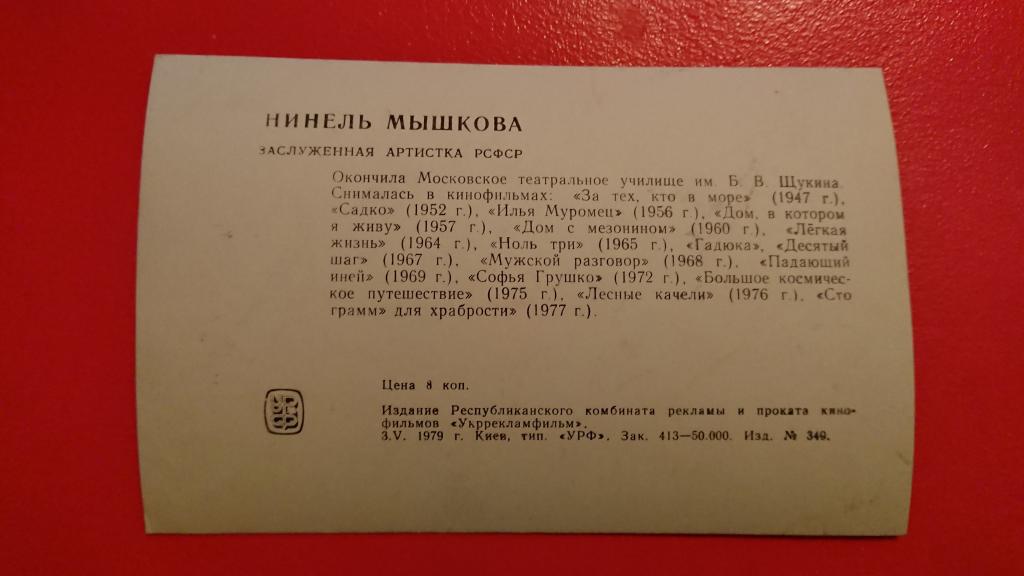 НИНЕЛЬ МЫШКОВА
ЗАСЛУЖЕННАЯ АРТИСТКА РСФСР
Окончила Московское театральное училище им. Б. В. Щукина.
Снималась в кинофильмах: «За тех, кто в море» (1947 г.),
«Садко» (1952 г.), «Илья Муромец» (1956 г.), «Дом, в котором
я живу» (1957 г.), «Дом с мезонином» (1960 г.), «Лёгкая
жизнь» (1964 г.), «Ноль три» (1965 г.), «Гадюка», «Десятый
шаг» (1967 г.), «Мужской разговор» (1968 г.), «Падающий
иней» (1969 г.), «Софья Грушко» (1972 г.), «Большое космичес-
кое путешествие» (1975 г.), «Лесные качели» (1976 г.), «Сто
грамм» для храбрости» (1977 г.).
Цена 8 коп.
Издание Республиканского комбината рекламы и проката кино-
фильмов «Укррекламфильм».
3.V. 1979 г. Киев, тип. «УРФ». Зак. 413—50.000. Изд. № 349.